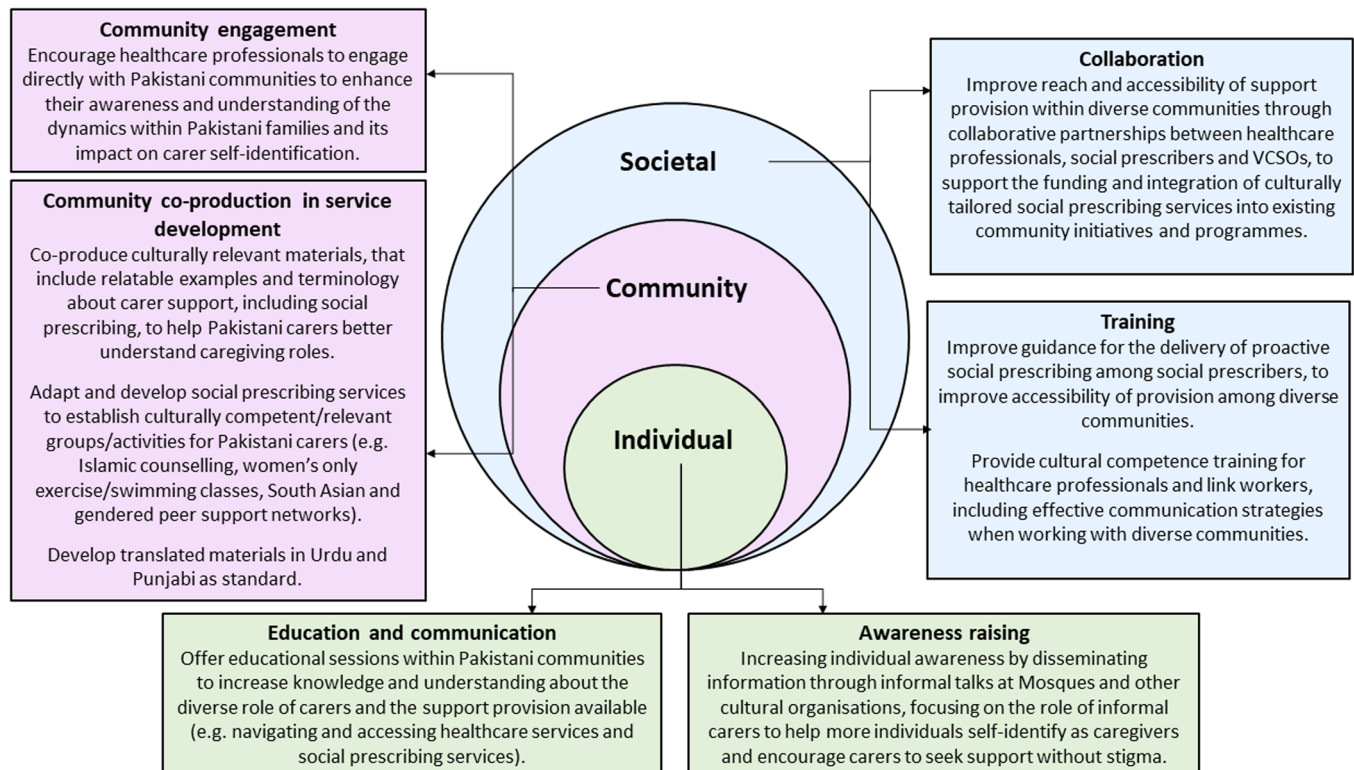 Community engagement
Encourage healthcare professionals to engage
directly with Pakistani communities to enhance
their awareness and understanding of the
dynamics within Pakistani families and its
impact on carer self-identification.
Community co-production in service
development
Co-produce culturally relevant materials, that
include relatable examples and terminology
about carer support, including social
prescribing, to help Pakistani carers better
understand caregiving roles.
Adapt and develop social prescribing services
to establish culturally competent/relevant
groups/activities for Pakistani carers (e.g.
Islamic counselling, women's only
exercise/swimming classes, South Asian and
gendered peer support networks).
Develop translated materials in Urdu and
Punjabi as standard.
Societal
Community
Individual
Collaboration
Improve reach and accessibility of support
provision within diverse communities through
collaborative partnerships between healthcare
professionals, social prescribers and VCSOs, to
support the funding and integration of culturally
tailored social prescribing services into existing
community initiatives and programmes.
Training
Improve guidance for the delivery of proactive
social prescribing among social prescribers, to
improve accessibility of provision among diverse
communities.
Provide cultural competence training for
healthcare professionals and link workers,
including effective communication strategies
when working with diverse communities.
Education and communication
Offer educational sessions within Pakistani communities
to increase knowledge and understanding about the
diverse role of carers and the support provision available
(e.g. navigating and accessing healthcare services and
social prescribing services).
Awareness raising
Increasing individual awareness by disseminating
information through informal talks at Mosques and other
cultural organisations, focusing on the role of informal
carers to help more individuals self-identify as caregivers
and encourage carers to seek support without stigma.